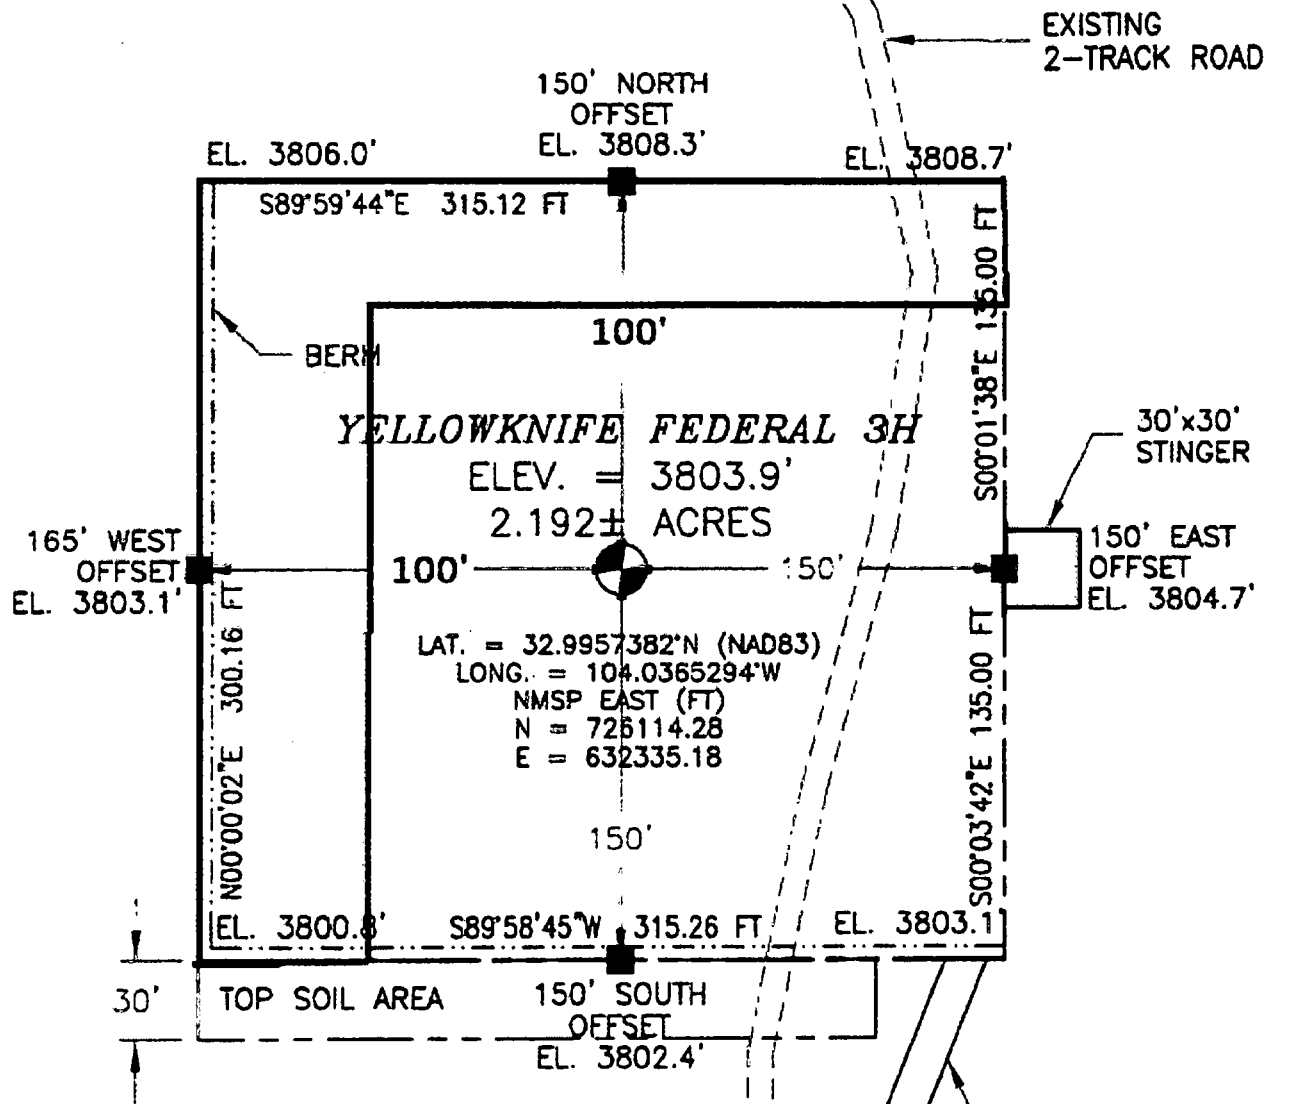 EXISTING
2-TRACK ROAD
150' NORTH
OFFSET
EL. 3808.3'
EL. 3806.0'
EL. 3808.7'
S89°59'44"E 315.12 FT
S00°01'38"E 135.00 FT
100'
BERM
YELLOWKNIFE FEDERAL 3H
ELEV. = 3803.9'
2.192± ACRES
30'x30'
STINGER
165' WEST
OFFSET
EL. 3803.1'
100'
150'
150' EAST
OFFSET
EL. 3804.7'
LAT. = 32.9957382°N (NAD83)
LONG. = 104.0365294°W
NMSP EAST (FT)
N = 726114.28
E = 632335.18
N00°00'02"E 300.16 FT
S00°03'42"E 135.00 FT
150'
EL. 3800.8'
S89°58'45"W 315.26 FT
EL. 3803.1
30'
TOP SOIL AREA
150' SOUTH
OFFSET
EL. 3802.4'